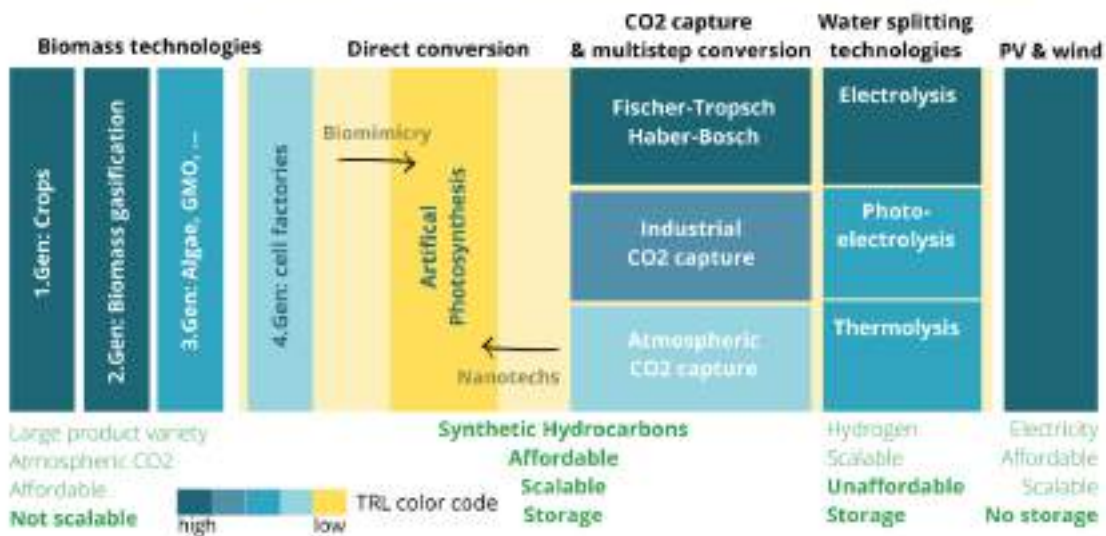 Biomass technologies
Direct conversion
CO2 capture
& multistep conversion
Water splitting
technologies
PV & wind
1.Gen: Crops
2.Gen: Biomass gasification
3.Gen: Algae, GMO, ...
4.Gen: cell factories
Biomimicry
Artifical
Photosynthesis
Nanotechs
Fischer-Tropsch
Haber-Bosch
Industrial
CO2 capture
Atmospheric
CO2 capture
Electrolysis
Photo-
electrolysis
Thermolysis
Large product variety
Atmospheric CO2
Affordable
Not scalable
Synthetic Hydrocarbons
Affordable
Scalable
Storage
Hydrogen
Scalable
Unaffordable
Storage
Electricity
Affordable
Scalable
No storage
TRL color code
high
low